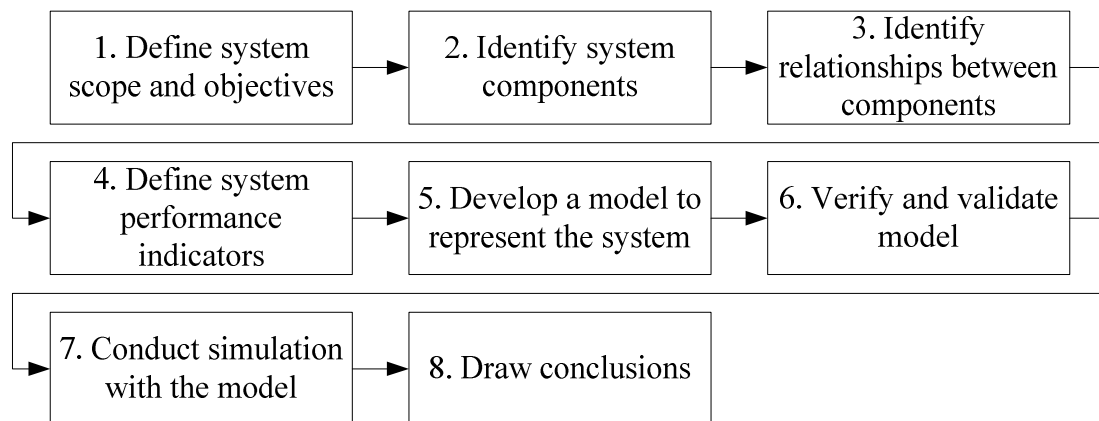 1. Define system
scope and objectives
2. Identify system
components
3. Identify
relationships between
components
4. Define system
performance
indicators
5. Develop a model to
represent the system
6. Verify and validate
model
7. Conduct simulation
with the model
8. Draw conclusions